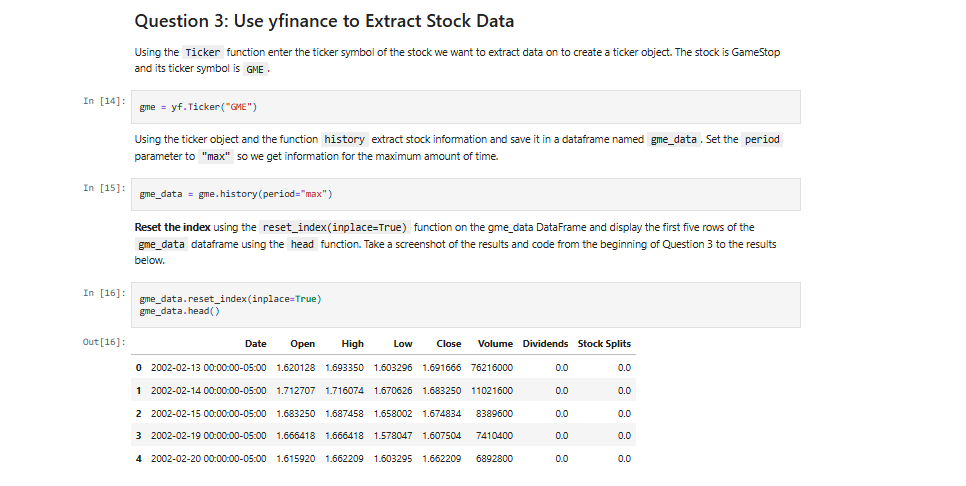 Question 3: Use yfinance to Extract Stock Data
Using the Ticker function enter the ticker symbol of the stock we want to extract data on to create a ticker object. The stock is GameStop
and its ticker symbol is GME .
In [14]: gme = yf.Ticker("GME")
Using the ticker object and the function history extract stock information and save it in a dataframe named gme_data . Set the period
parameter to "max" so we get information for the maximum amount of time.
In [15]: gme_data = gme.history(period="max")
Reset the index using the reset_index(inplace=True) function on the gme_data DataFrame and display the first five rows of the
gme_data dataframe using the head function. Take a screenshot of the results and code from the beginning of Question 3 to the results
below.
In [16]: gme_data.reset_index(inplace=True)
gme_data.head()
Out[16]: Date Open High Low Close Volume Dividends Stock Splits
0 2002-02-13 00:00:00-05:00 1.620128 1.693350 1.603296 1.691666 76216000 0.0 0.0
1 2002-02-14 00:00:00-05:00 1.712707 1.716074 1.670626 1.683250 11021600 0.0 0.0
2 2002-02-15 00:00:00-05:00 1.683250 1.687458 1.658002 1.674834 8389600 0.0 0.0
3 2002-02-19 00:00:00-05:00 1.666418 1.666418 1.578047 1.607504 7410400 0.0 0.0
4 2002-02-20 00:00:00-05:00 1.615920 1.662209 1.603295 1.662209 6892800 0.0 0.0